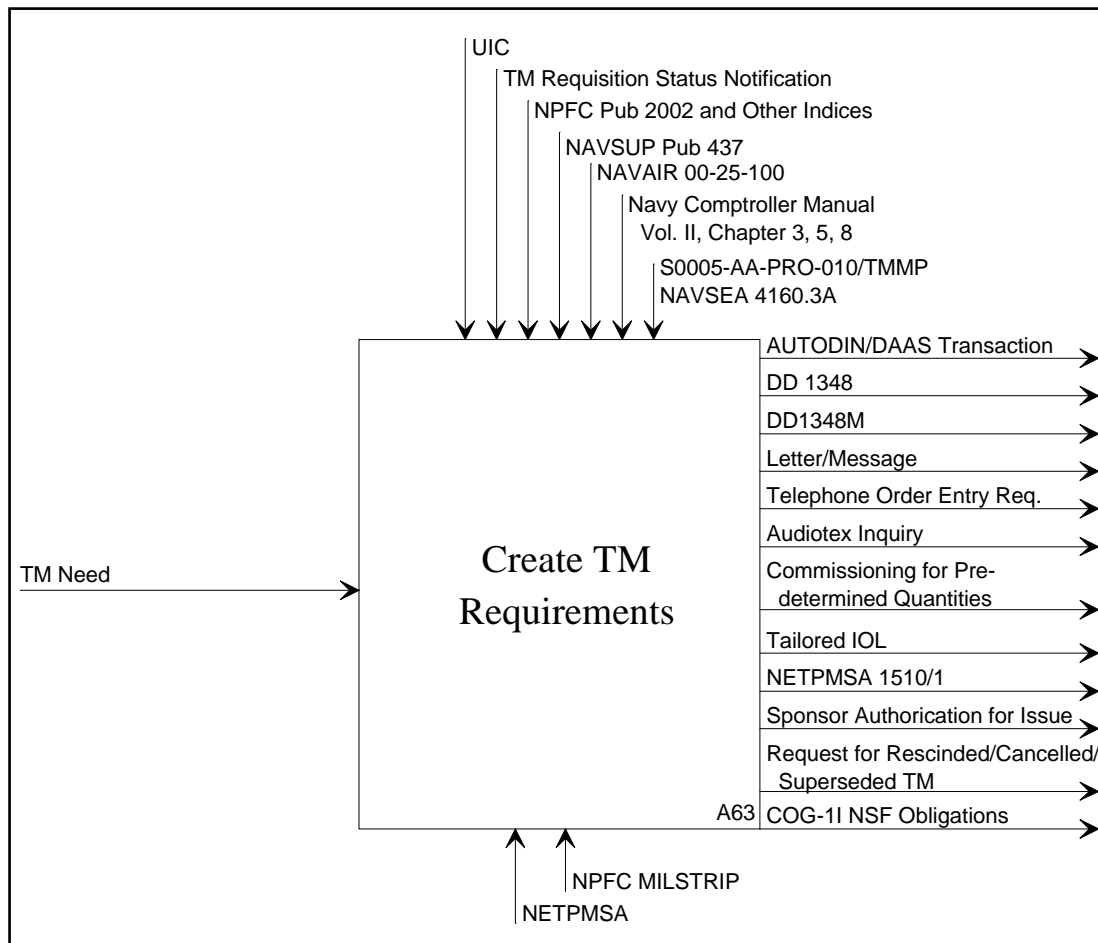 UIC
TM Requisition Status Notification
NPFC Pub 2002 and Other Indices
NAVSUP Pub 437
NAVAIR 00-25-100
Navy Comptroller Manual
Vol. II, Chapter 3, 5, 8
S0005-AA-PRO-010/TMMP
NAVSEA 4160.3A
TM Need
Create TM
Requirements
A63
AUTODIN/DAAS Transaction
DD 1348
DD1348M
Letter/Message
Telephone Order Entry Req.
Audiotex Inquiry
Commissioning for Pre-
determined Quantities
Tailored IOL
NETPMSA 1510/1
Sponsor Authorication for Issue
Request for Rescinded/Cancelled/
Superseded TM
COG-1I NSF Obligations
NPFC MILSTRIP
NETPMSA